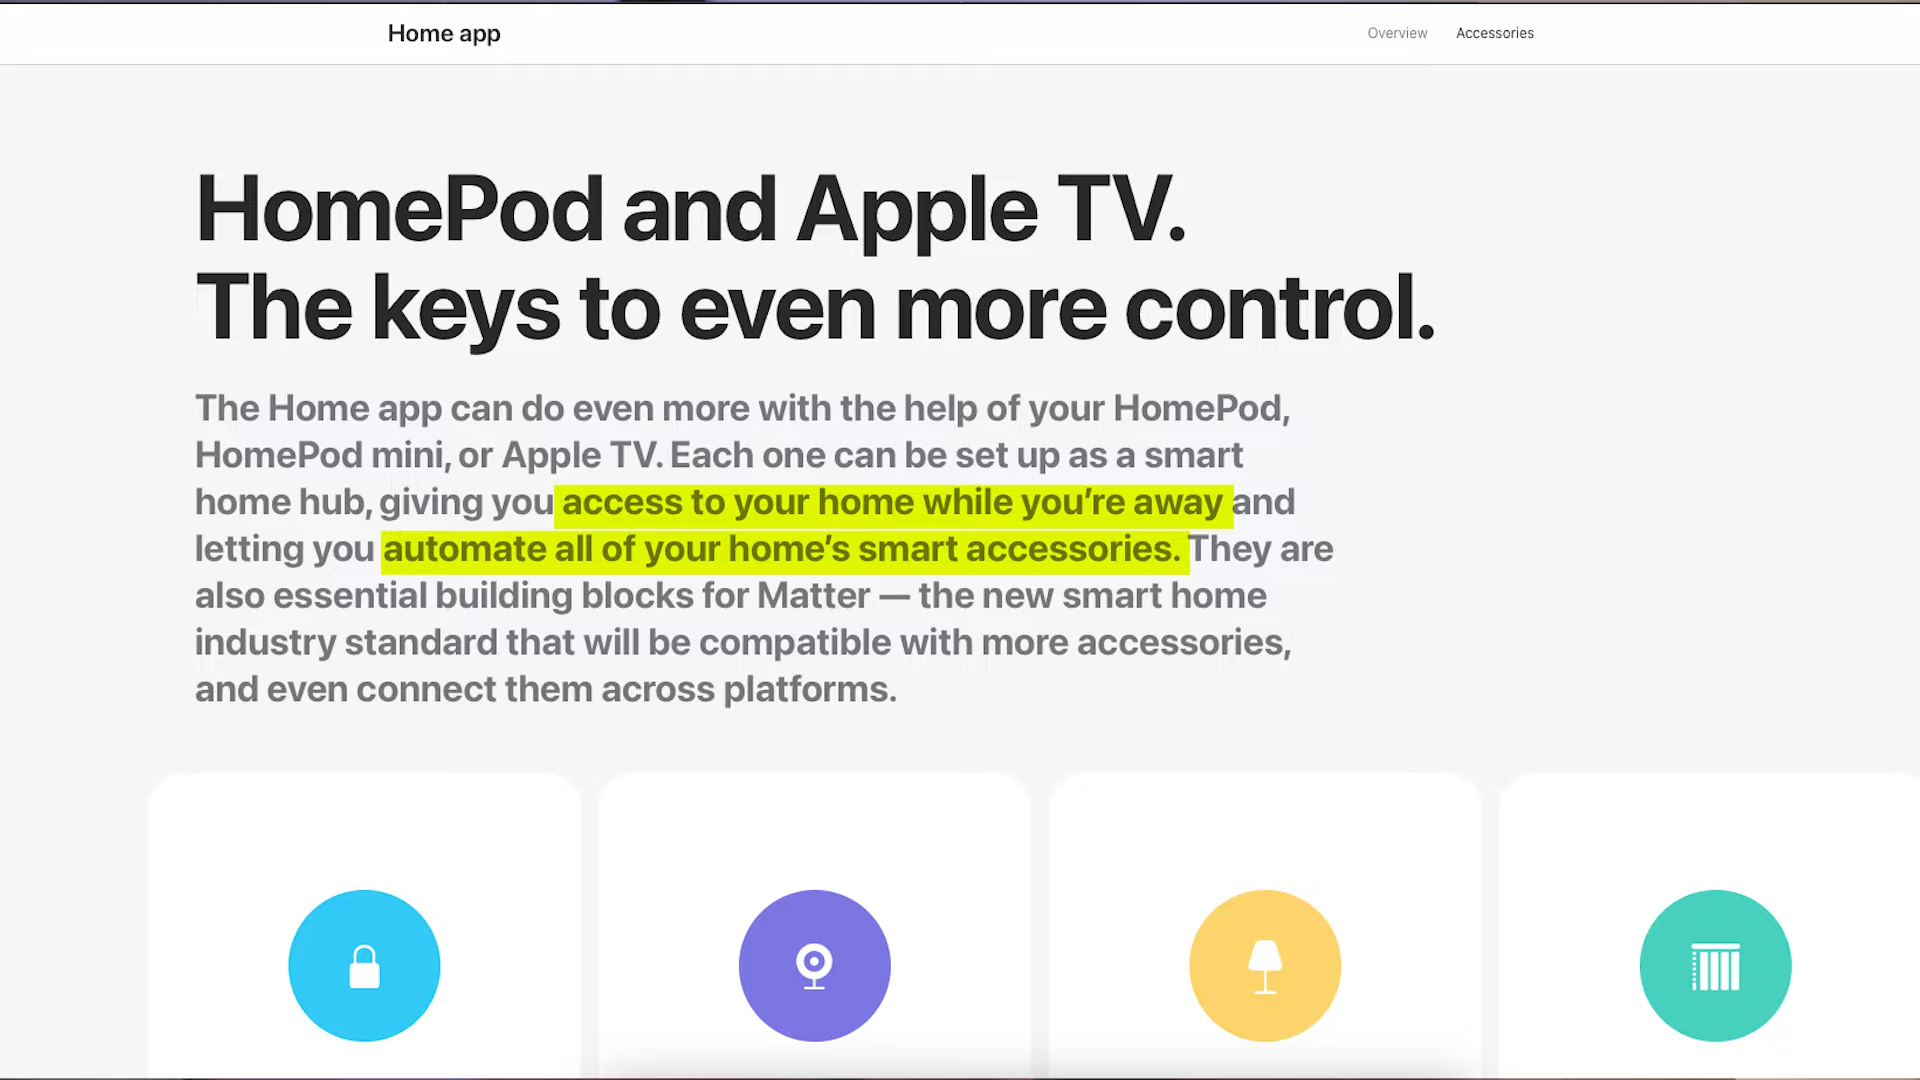 Home app
Overview
Accessories
HomePod and Apple TV.
The keys to even more control.
The Home app can do even more with the help of your HomePod,
HomePod mini, or Apple TV. Each one can be set up as a smart
home hub, giving you access to your home while you’re away and
letting you automate all of your home’s smart accessories. They are
also essential building blocks for Matter — the new smart home
industry standard that will be compatible with more accessories,
and even connect them across platforms.